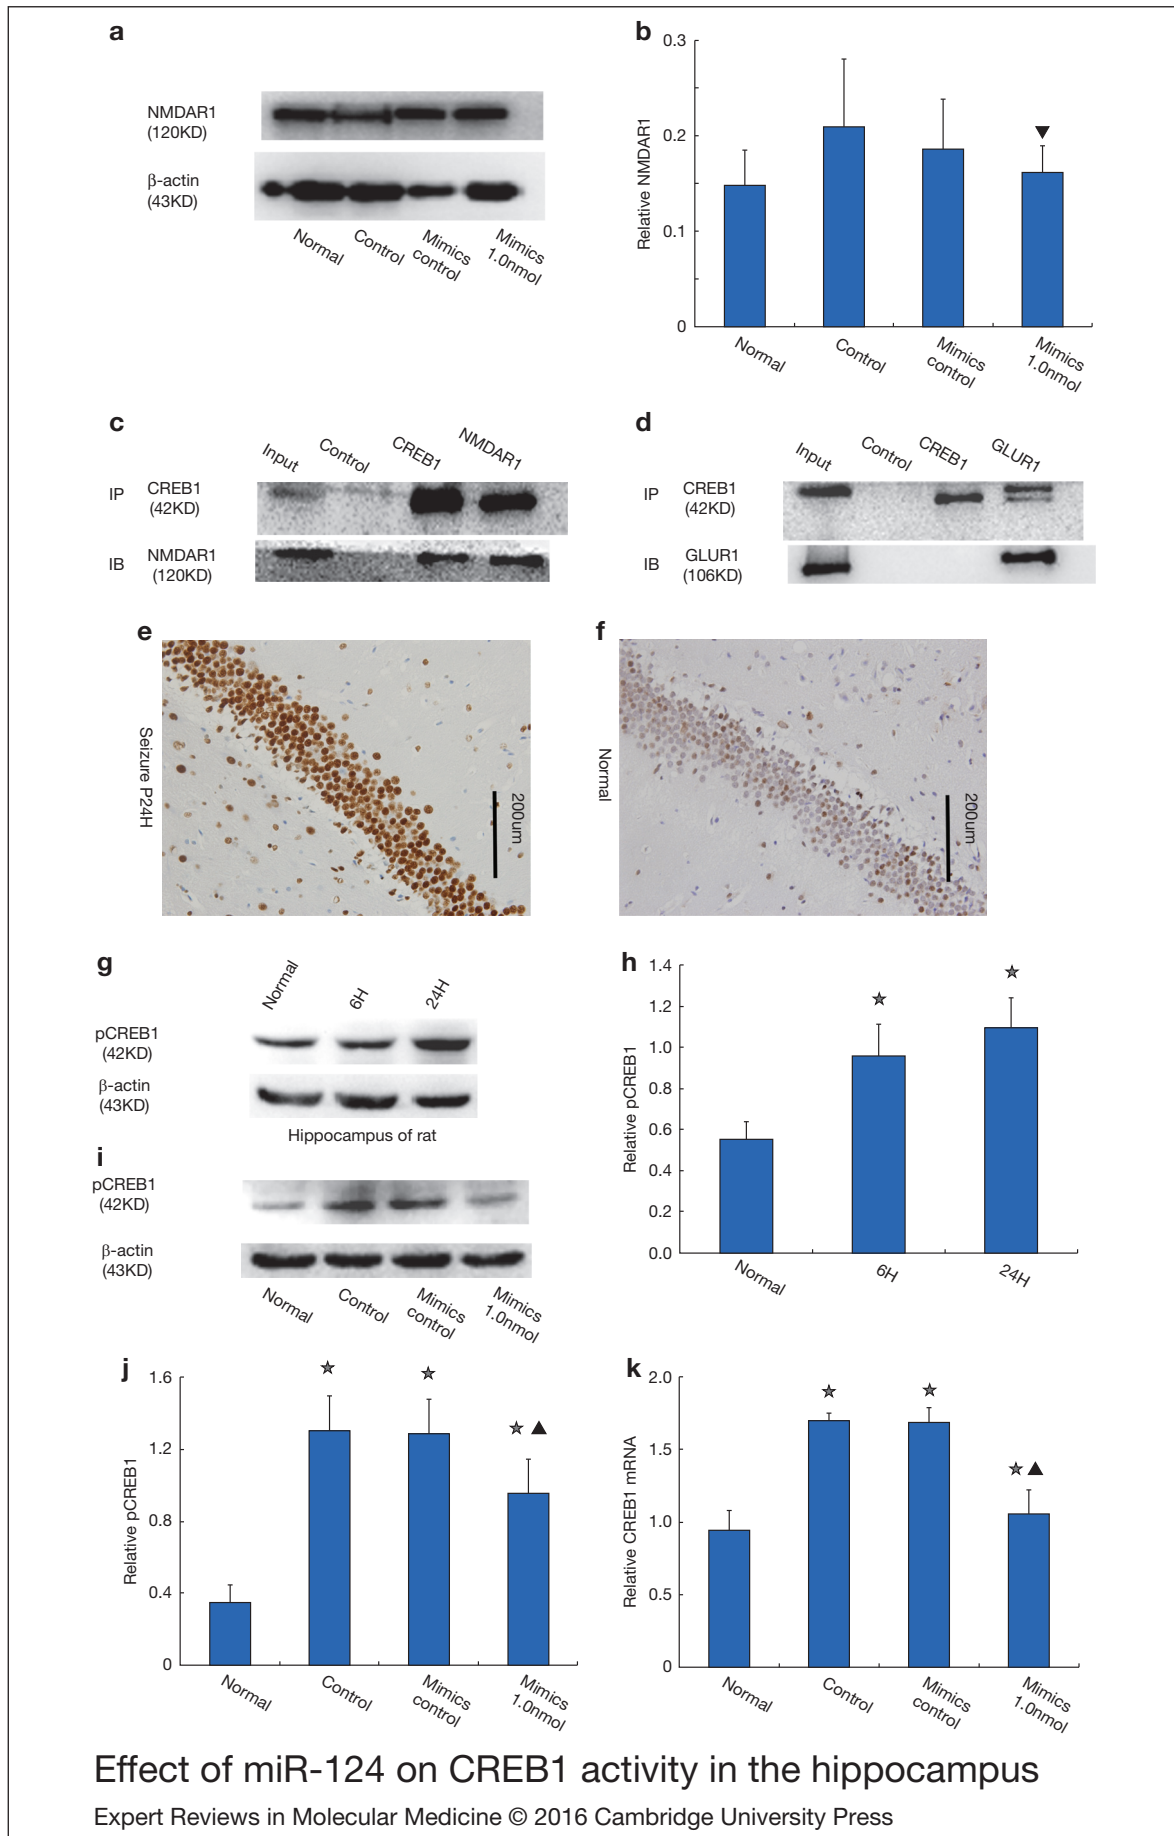 a
NMDAR1
(120KD)
β-actin
(43KD)
Normal
Control
Mimics
control
Mimics
1.0nmol
b
Relative NMDAR1
0.3
0.2
0.1
0
Normal
Control
Mimics
control
Mimics
1.0nmol
c
Input
Control
CREB1
NMDAR1
IP
CREB1
(42KD)
IB
NMDAR1
(120KD)
d
Input
Control
CREB1
GLUR1
IP
CREB1
(42KD)
IB
GLUR1
(106KD)
e
Seizure P24H
200um
f
Normal
200um
g
Normal
6H
24H
pCREB1
(42KD)
β-actin
(43KD)
Hippocampus of rat
h
Relative pCREB1
1.4
1.2
1.0
0.8
0.6
0.4
0.2
0.0
Normal
6H
24H
i
pCREB1
(42KD)
β-actin
(43KD)
Normal
Control
Mimics
control
Mimics
1.0nmol
j
Relative pCREB1
1.6
1.2
0.8
0.4
0
Normal
Control
Mimics
control
Mimics
1.0nmol
k
Relative CREB1 mRNA
2.0
1.5
1.0
0.5
0
Normal
Control
Mimics
control
Mimics
1.0nmol
Effect of miR-124 on CREB1 activity in the hippocampus
Expert Reviews in Molecular Medicine © 2016 Cambridge University Press